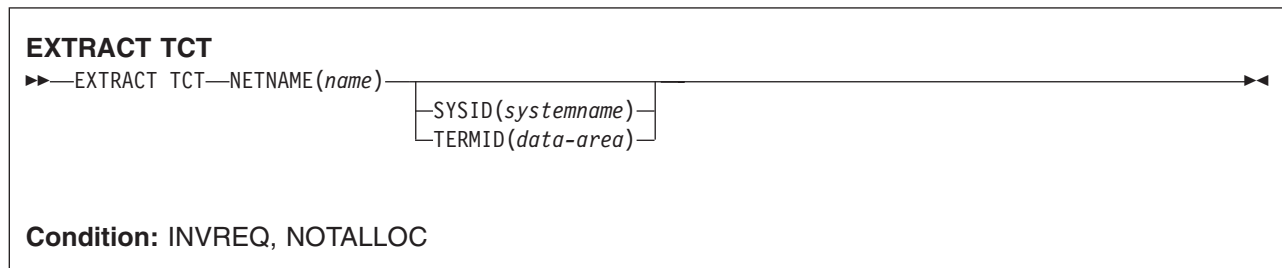 EXTRACT TCT
►►—EXTRACT TCT—NETNAME(name)—►◄
SYSID(systemname)
TERMID(data-area)
Condition: INVREQ, NOTALLOC